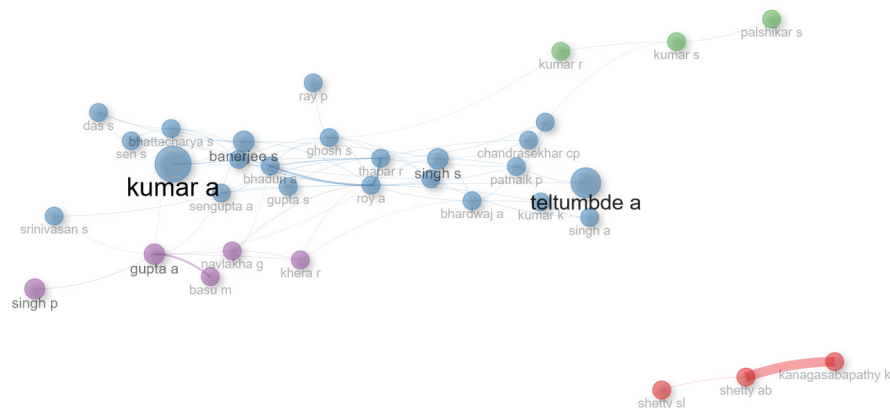 palshikar s
kumar s
kumar r
ray p
das s
bhattacharya s
sen s
ghosh s
chandrasekhar cp
banerjee s
bhaduri s
thapar r
singh s
patnaik p
kumar a
sengupta a
gupta s
roy a
bhardwaj a
kumar k
teltumbde a
singh a
srinivasan s
gupta a
navlakha g
khera r
basu m
singh p
kanagasabapathy k
shetty ab
shetty sl